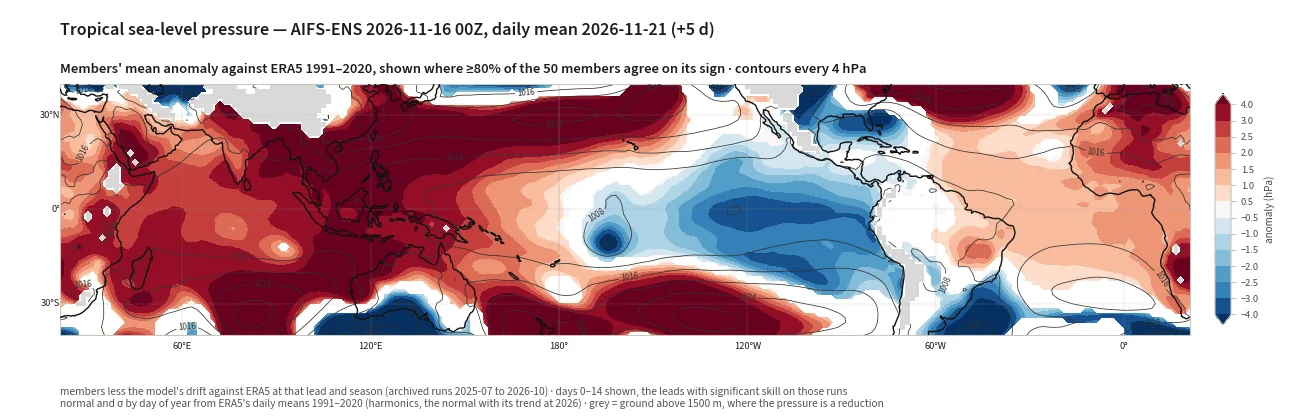 Tropical sea-level pressure — AIFS-ENS 2026-11-16 00Z, daily mean 2026-11-21 (+5 d)
Members' mean anomaly against ERA5 1991–2020, shown where ≥80% of the 50 members agree on its sign · contours every 4 hPa
30°N
0°
30°S
60°E
120°E
180°
120°W
60°W
0°
1016
1016
1016
1016
1008
1016
1024
1016
1016
1008
1016
4.0
3.0
2.5
2.0
1.5
1.0
0.5
−0.5
−1.0
−1.5
−2.0
−2.5
−3.0
−4.0
anomaly (hPa)
members less the model's drift against ERA5 at that lead and season (archived runs 2025-07 to 2026-10) · days 0–14 shown, the leads with significant skill on those runs
normal and σ by day of year from ERA5's daily means 1991–2020 (harmonics, the normal with its trend at 2026) · grey = ground above 1500 m, where the pressure is a reduction